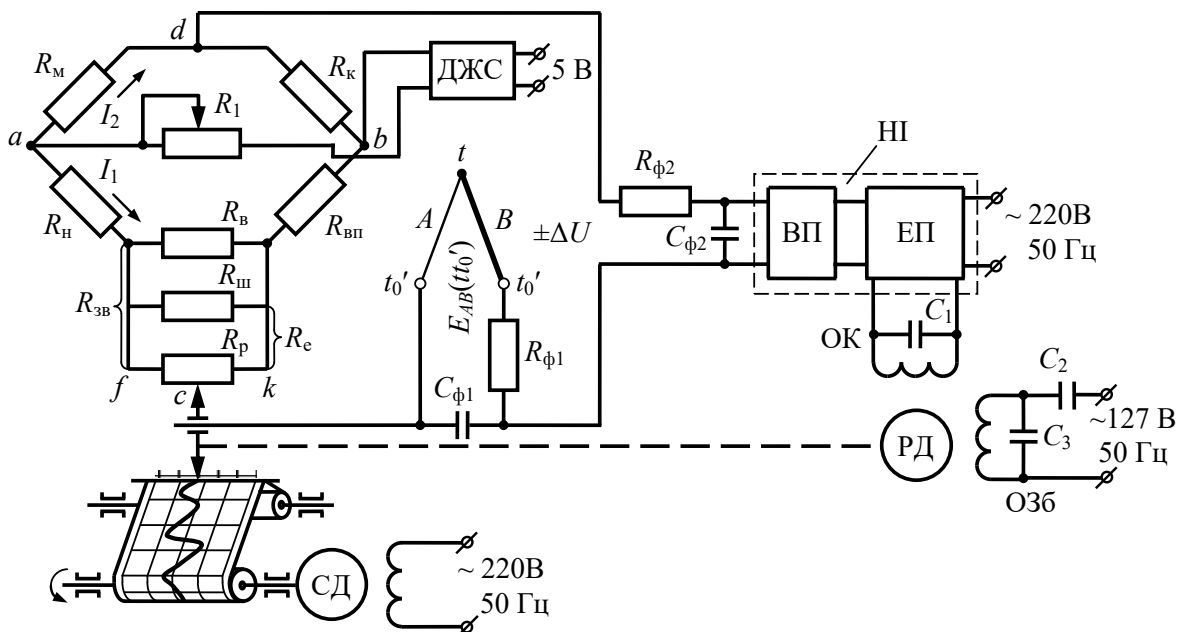 d
R_м
R_к
ДЖС
5 В
I_2
R_1
a
b
НІ
t
I_1
R_н
R_в
R_вп
R_ф2
A
B
±ΔU
C_ф2
ВП
ЕП
~ 220В
50 Гц
R_ш
t_0'
t_0'
E_AB(tt_0')
R_зв
R_р
R_е
R_ф1
ОК
C_1
f
c
k
C_ф1
C_2
РД
C_3
~127 В
50 Гц
ОЗб
СД
~ 220В
50 Гц